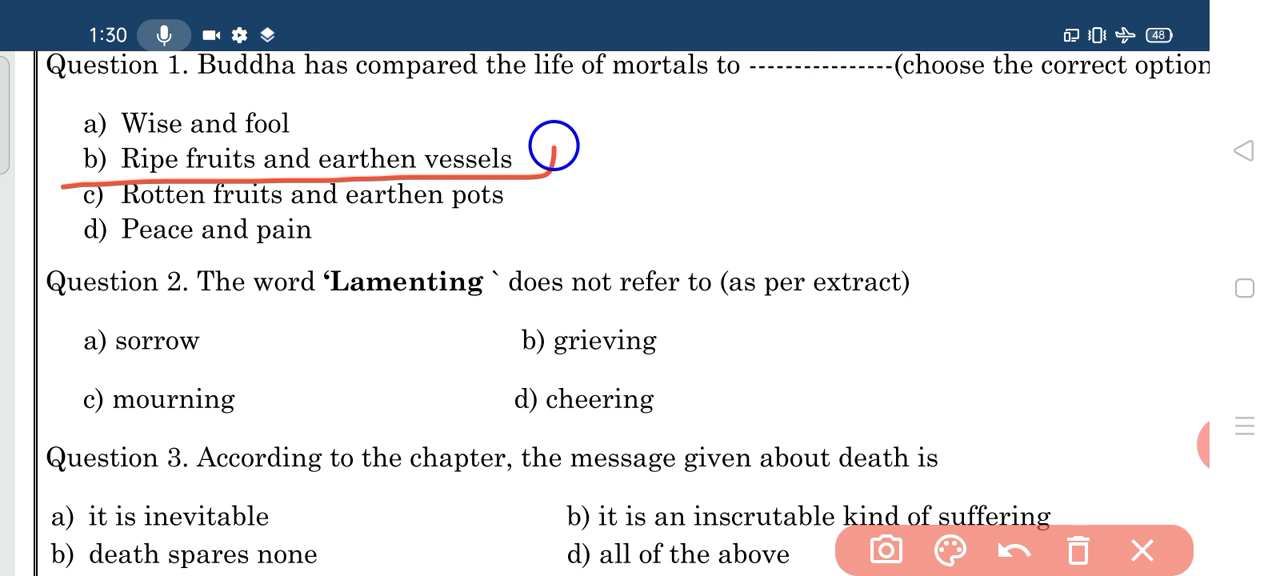 1:30 48
Question 1. Buddha has compared the life of mortals to ----------------(choose the correct option
a) Wise and fool
b) Ripe fruits and earthen vessels
c) Rotten fruits and earthen pots
d) Peace and pain
Question 2. The word ‘Lamenting ` does not refer to (as per extract)
a) sorrow b) grieving
c) mourning d) cheering
Question 3. According to the chapter, the message given about death is
a) it is inevitable b) it is an inscrutable kind of suffering
b) death spares none d) all of the above